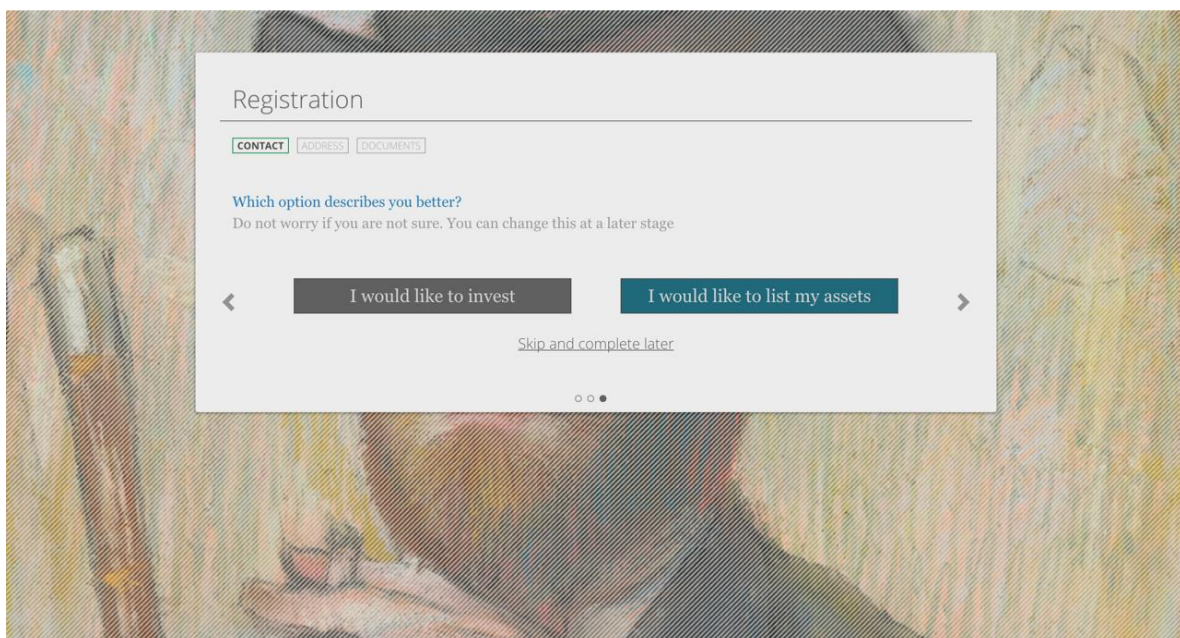 Registration
CONTACT ADDRESS DOCUMENTS
Which option describes you better?
Do not worry if you are not sure. You can change this at a later stage
I would like to invest I would like to list my assets
Skip and complete later